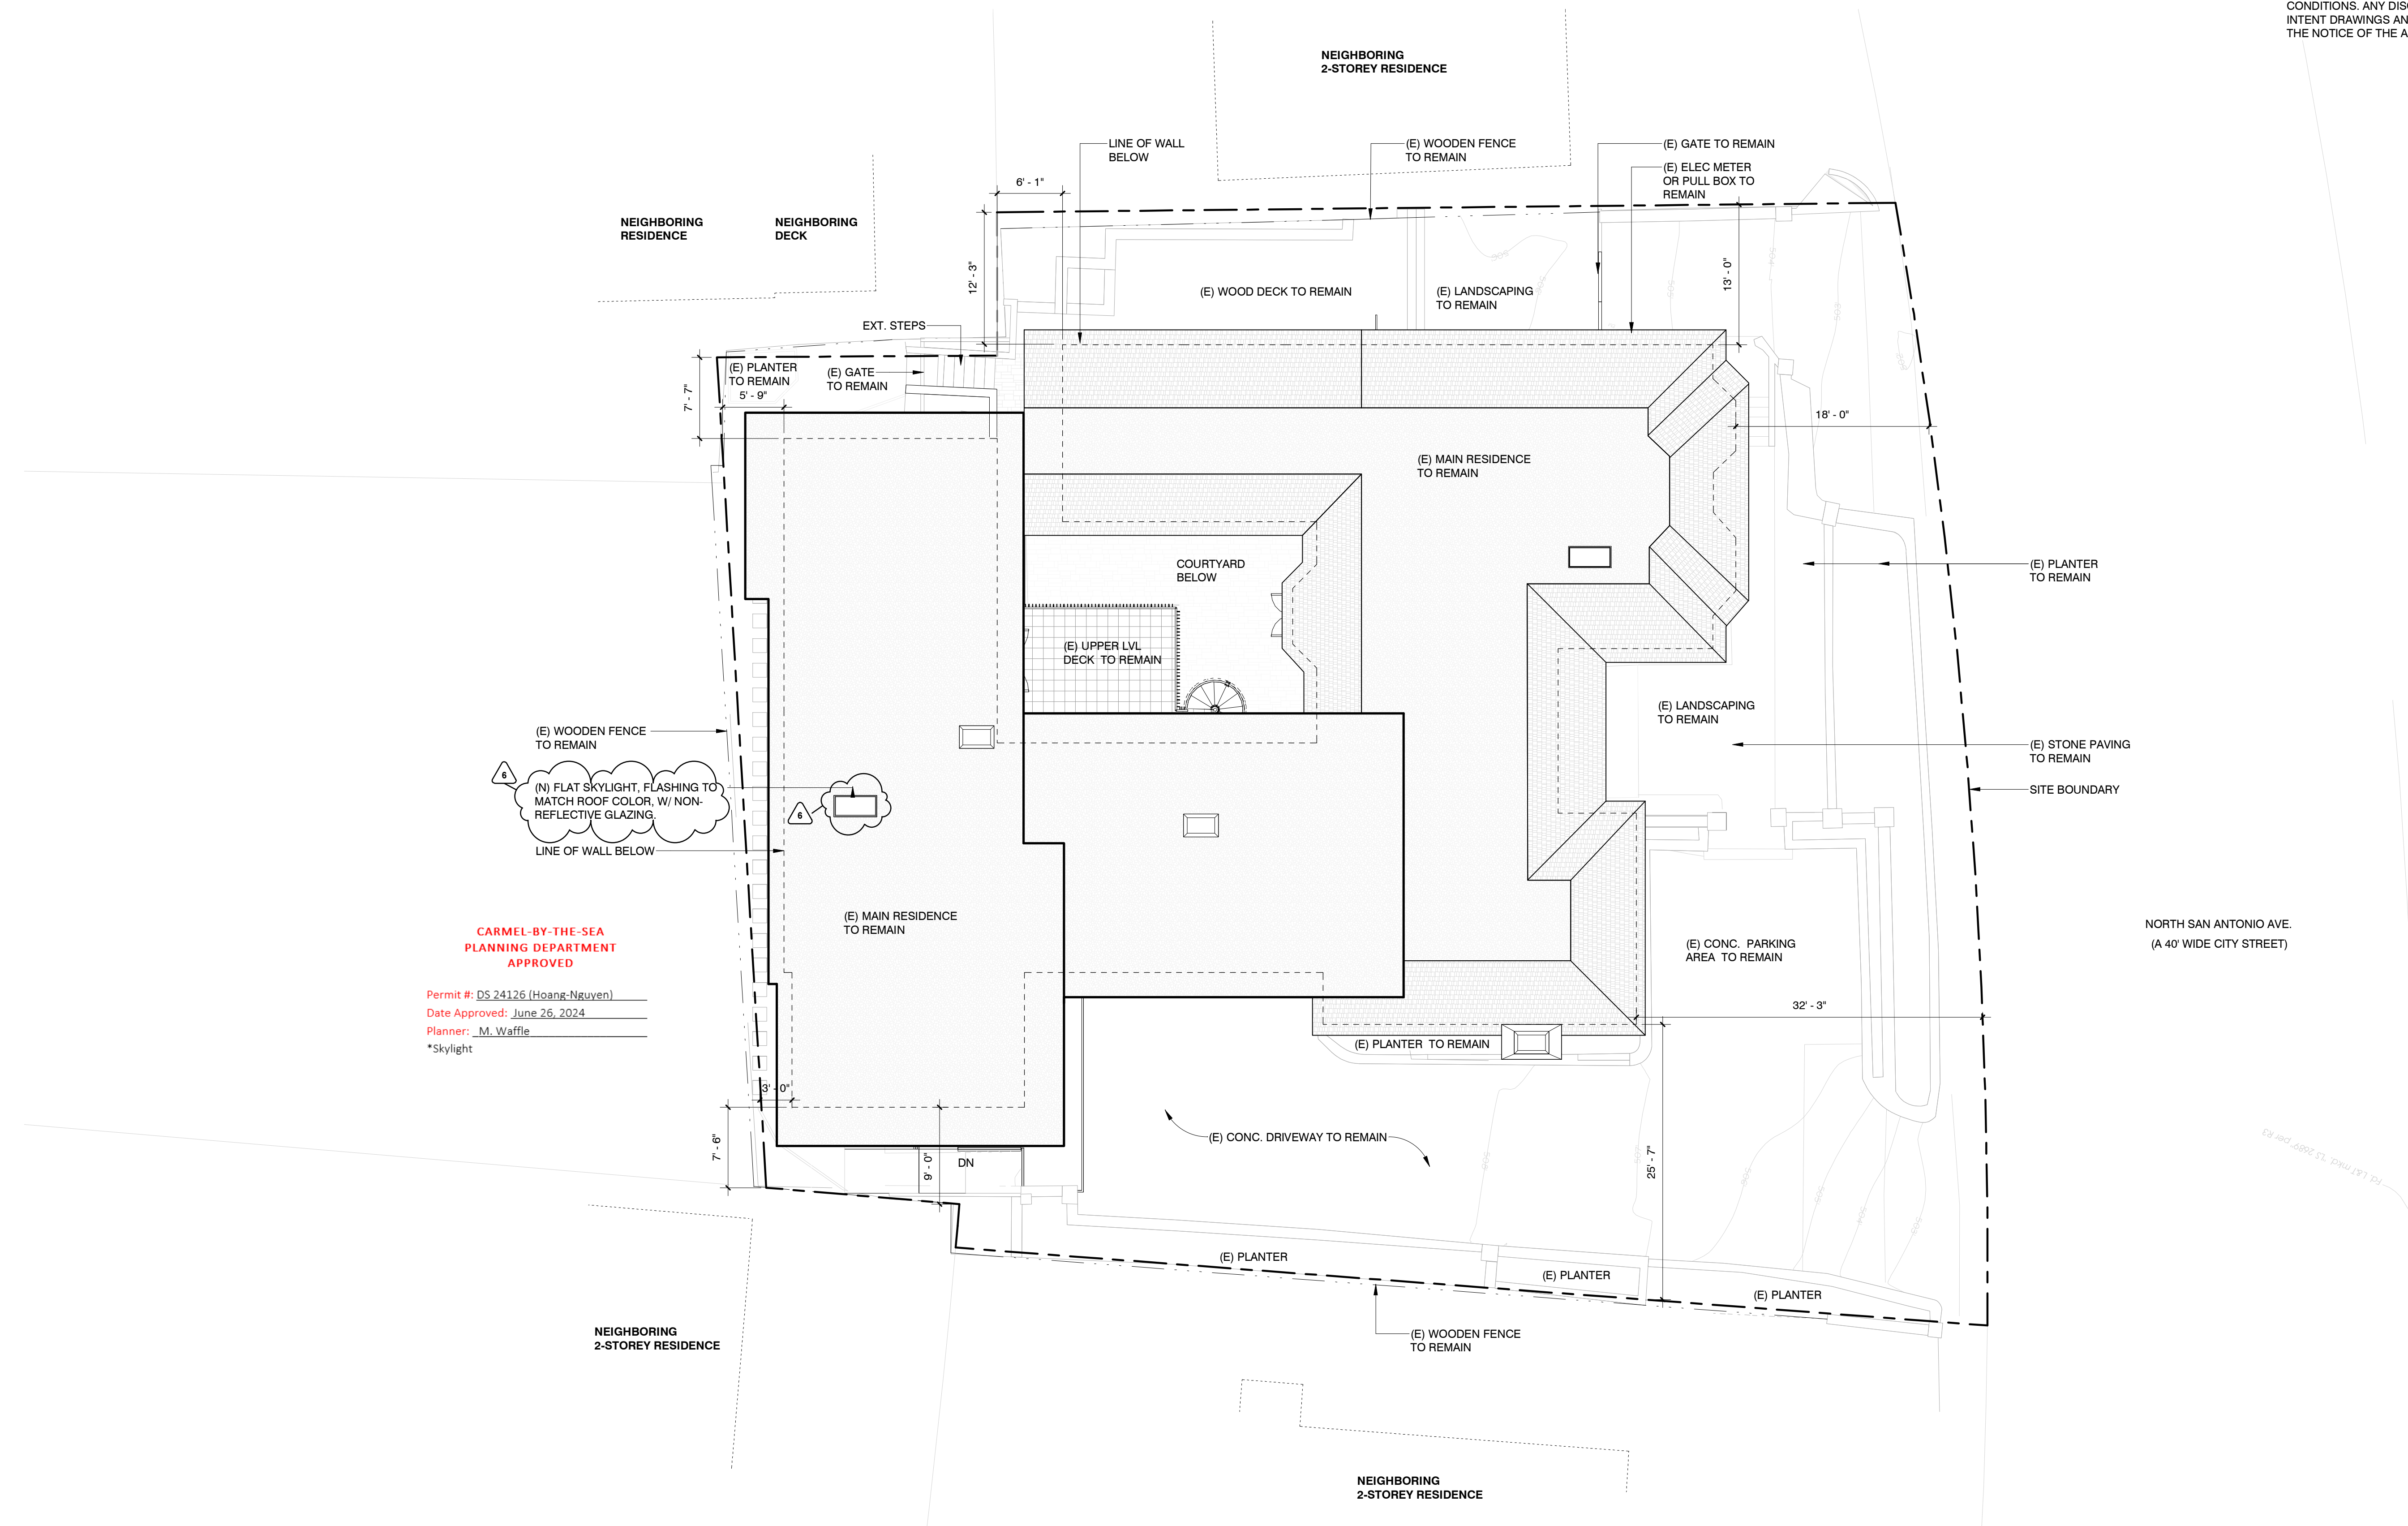 CONDITIONS. ANY DIS
INTENT DRAWINGS AN
THE NOTICE OF THE A
NEIGHBORING
2-STOREY RESIDENCE
LINE OF WALL
BELOW
(E) WOODEN FENCE
TO REMAIN
(E) GATE TO REMAIN
(E) ELEC METER
OR PULL BOX TO
REMAIN
6' - 1"
NEIGHBORING
RESIDENCE
NEIGHBORING
DECK
12' - 3"
13' - 0"
504
505
503
(E) WOOD DECK TO REMAIN
(E) LANDSCAPING
TO REMAIN
EXT. STEPS
(E) PLANTER
TO REMAIN
(E) GATE
TO REMAIN
5' - 9"
7' - 7"
18' - 0"
(E) MAIN RESIDENCE
TO REMAIN
COURTYARD
BELOW
(E) PLANTER
TO REMAIN
(E) UPPER LVL
DECK TO REMAIN
(E) LANDSCAPING
TO REMAIN
(E) WOODEN FENCE
TO REMAIN
(E) STONE PAVING
TO REMAIN
6
(N) FLAT SKYLIGHT, FLASHING TO
MATCH ROOF COLOR, W/ NON-
REFLECTIVE GLAZING.
6
SITE BOUNDARY
LINE OF WALL BELOW
(E) MAIN RESIDENCE
TO REMAIN
NORTH SAN ANTONIO AVE.
(A 40' WIDE CITY STREET)
CARMEL-BY-THE-SEA
PLANNING DEPARTMENT
APPROVED
(E) CONC. PARKING
AREA TO REMAIN
Permit #: DS 24126 (Hoang-Nguyen)
Date Approved: June 26, 2024
Planner: M. Waffle
*Skylight
32' - 3"
(E) PLANTER TO REMAIN
3' - 0"
7' - 6"
9' - 0"
DN
(E) CONC. DRIVEWAY TO REMAIN
25' - 7"
505
504
503
(E) PLANTER
(E) PLANTER
(E) PLANTER
(E) WOODEN FENCE
TO REMAIN
NEIGHBORING
2-STOREY RESIDENCE
NEIGHBORING
2-STOREY RESIDENCE